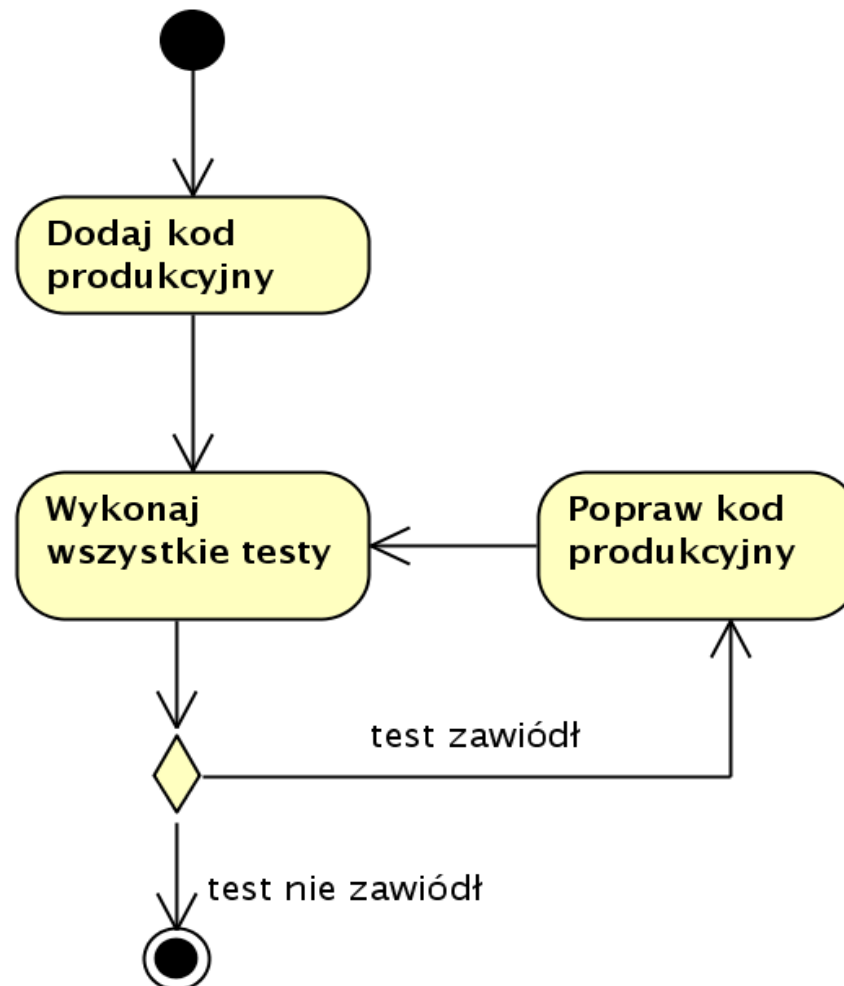 Dodaj kod
produkcyjny
Wykonaj
wszystkie testy
Popraw kod
produkcyjny
test zawiódł
test nie zawiódł